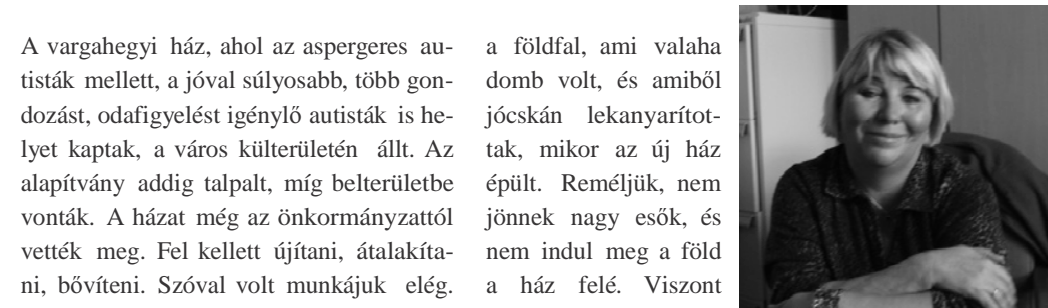 A vargahegyi ház, ahol az aspergeres au-
tisták mellett, a jóval súlyosabb, több gon-
dozást, odafigyelést igénylő autisták is he-
lyet kaptak, a város külterületén állt. Az
alapítvány addig talpalt, míg belterületbe
vonták. A házat még az önkormányzattól
vették meg. Fel kellett újítani, átalakíta-
ni, bővíteni. Szóval volt munkájuk elég.
a földfal, ami valaha
domb volt, és amiből
jócskán lekanyarítot-
tak, mikor az új ház
épült. Reméljük, nem
jönnek nagy esők, és
nem indul meg a föld
a ház felé. Viszont